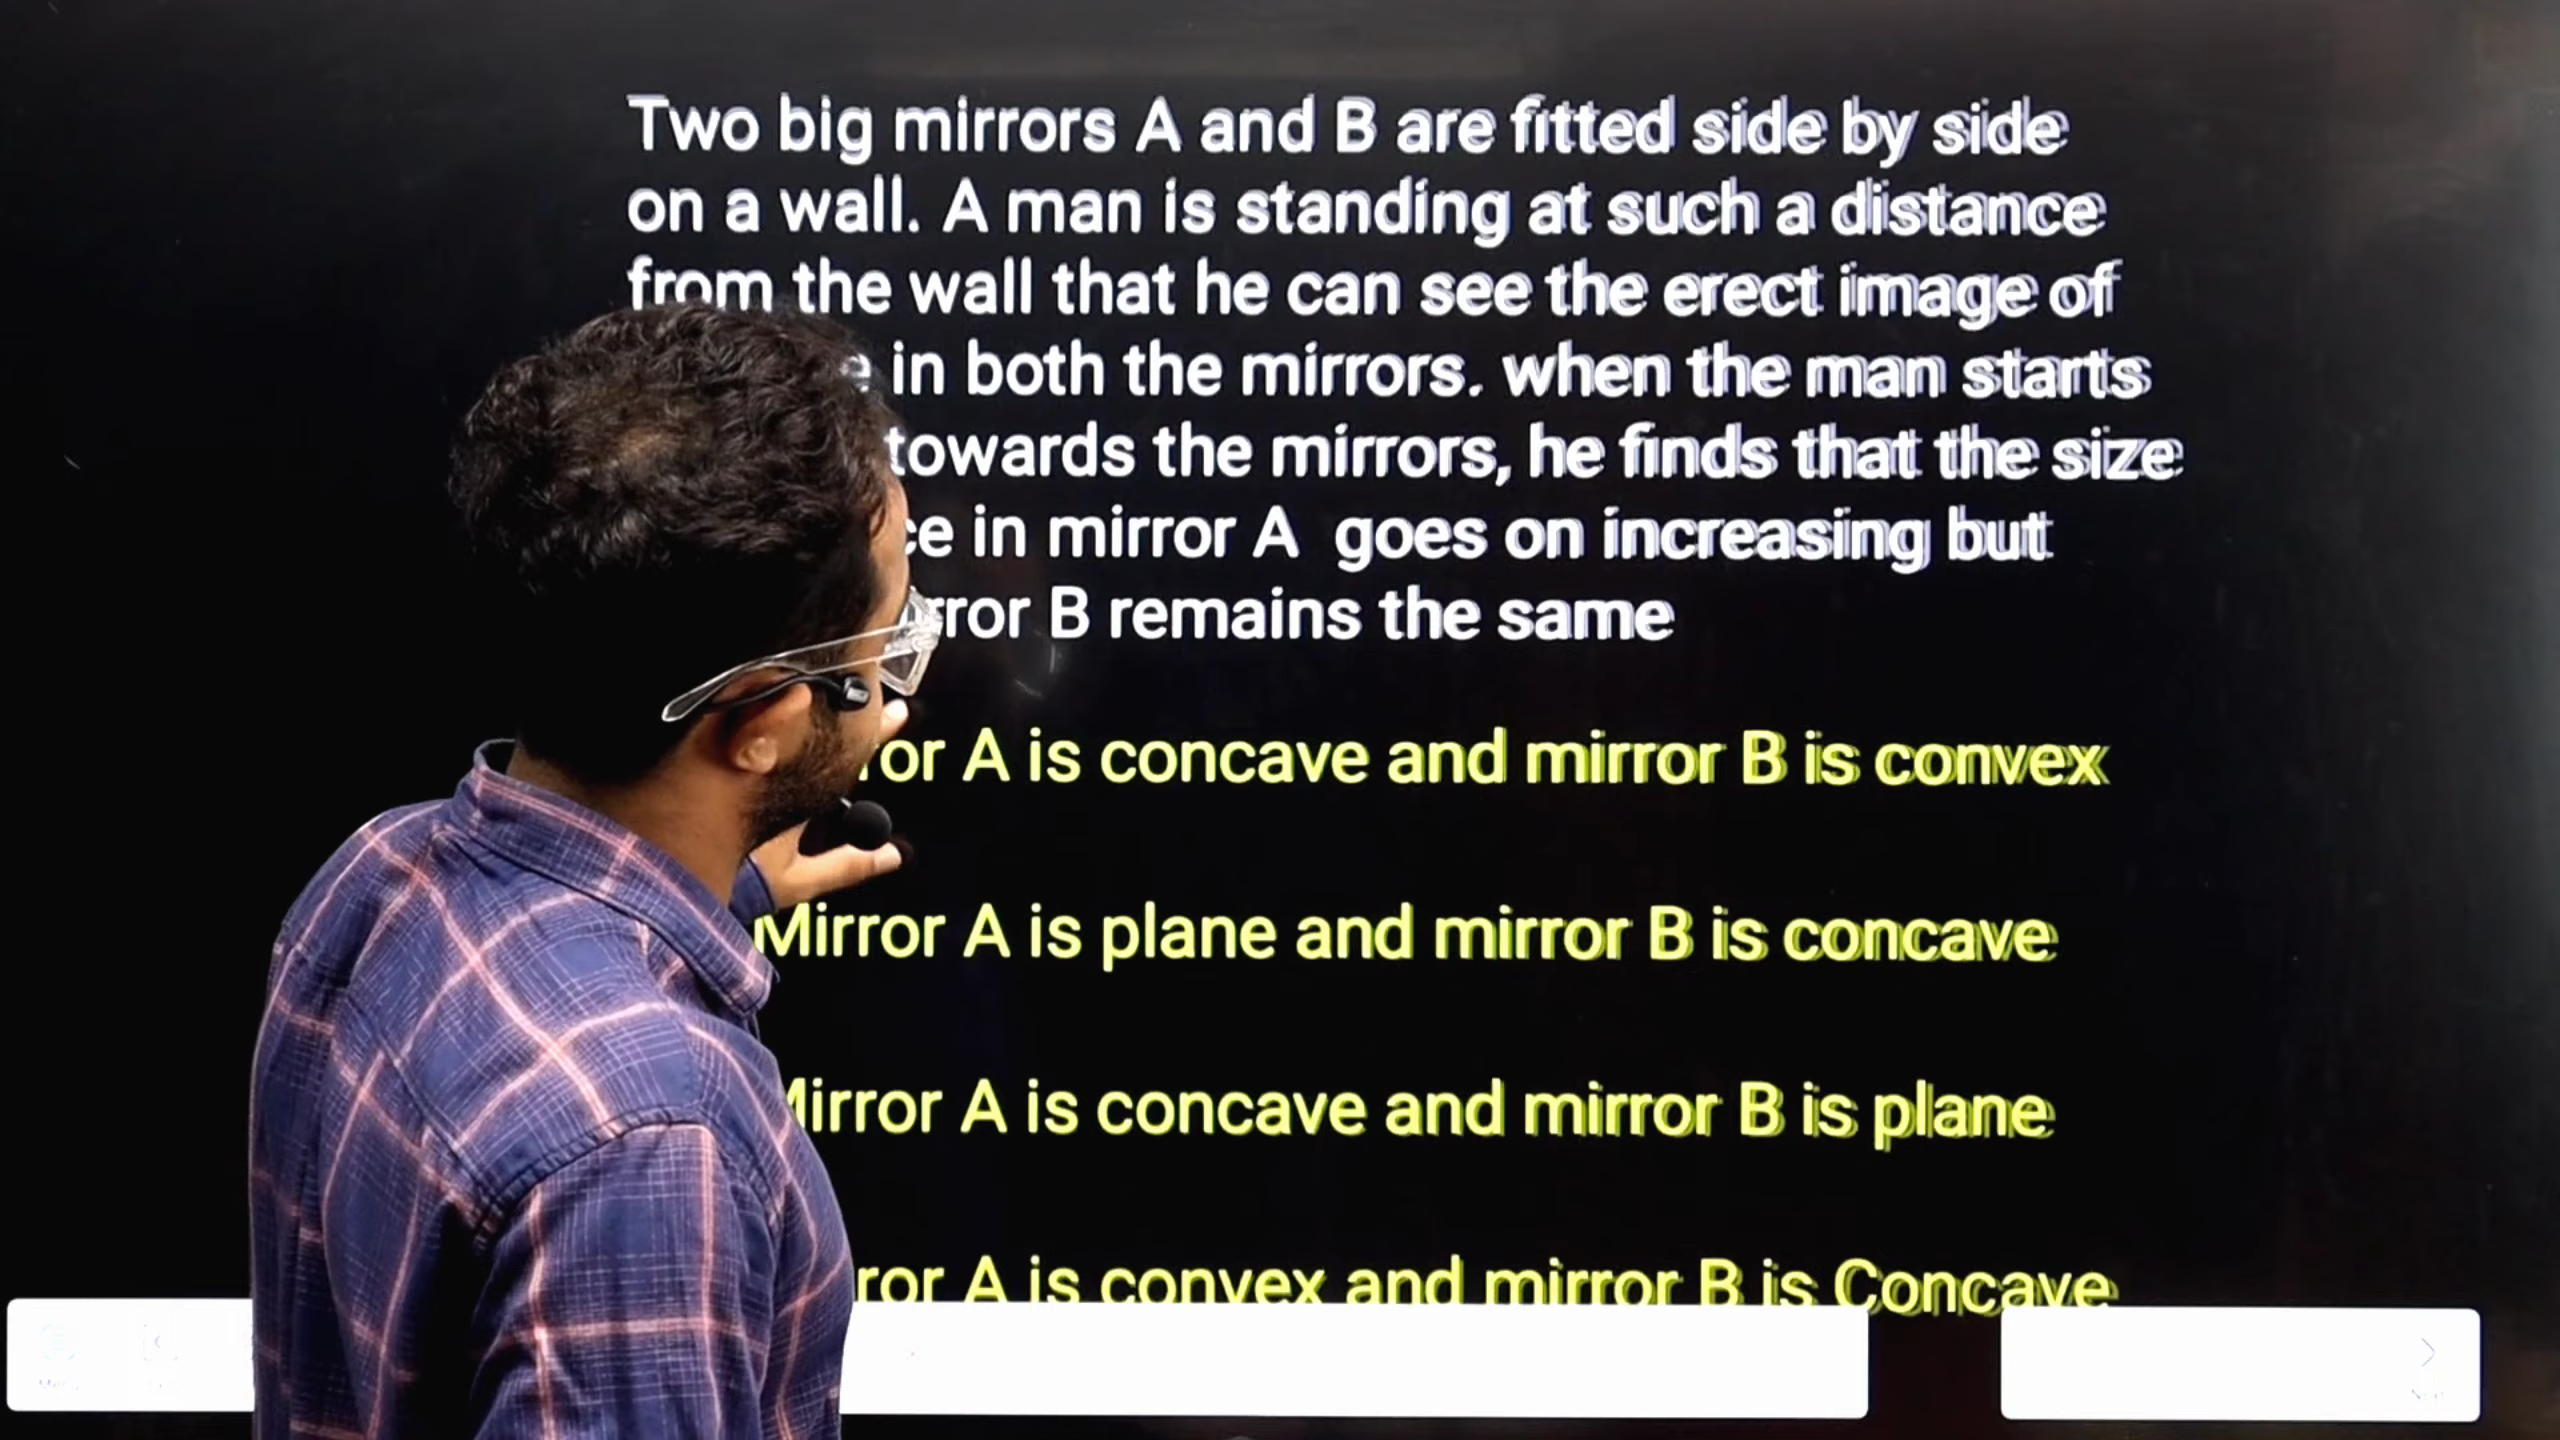 Two big mirrors A and B are fitted side by side
on a wall. A man is standing at such a distance
from the wall that he can see the erect image of
in both the mirrors. when the man starts
towards the mirrors, he finds that the size
in mirror A goes on increasing but
B remains the same
A is concave and mirror B is convex
Mirror A is plane and mirror B is concave
Mirror A is concave and mirror B is plane
A is convex and mirror B is Concave